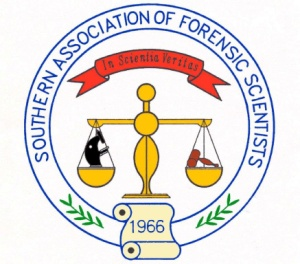 SOUTHERN ASSOCIATION OF FORENSIC SCIENTISTS
In Scientia Veritas
1966